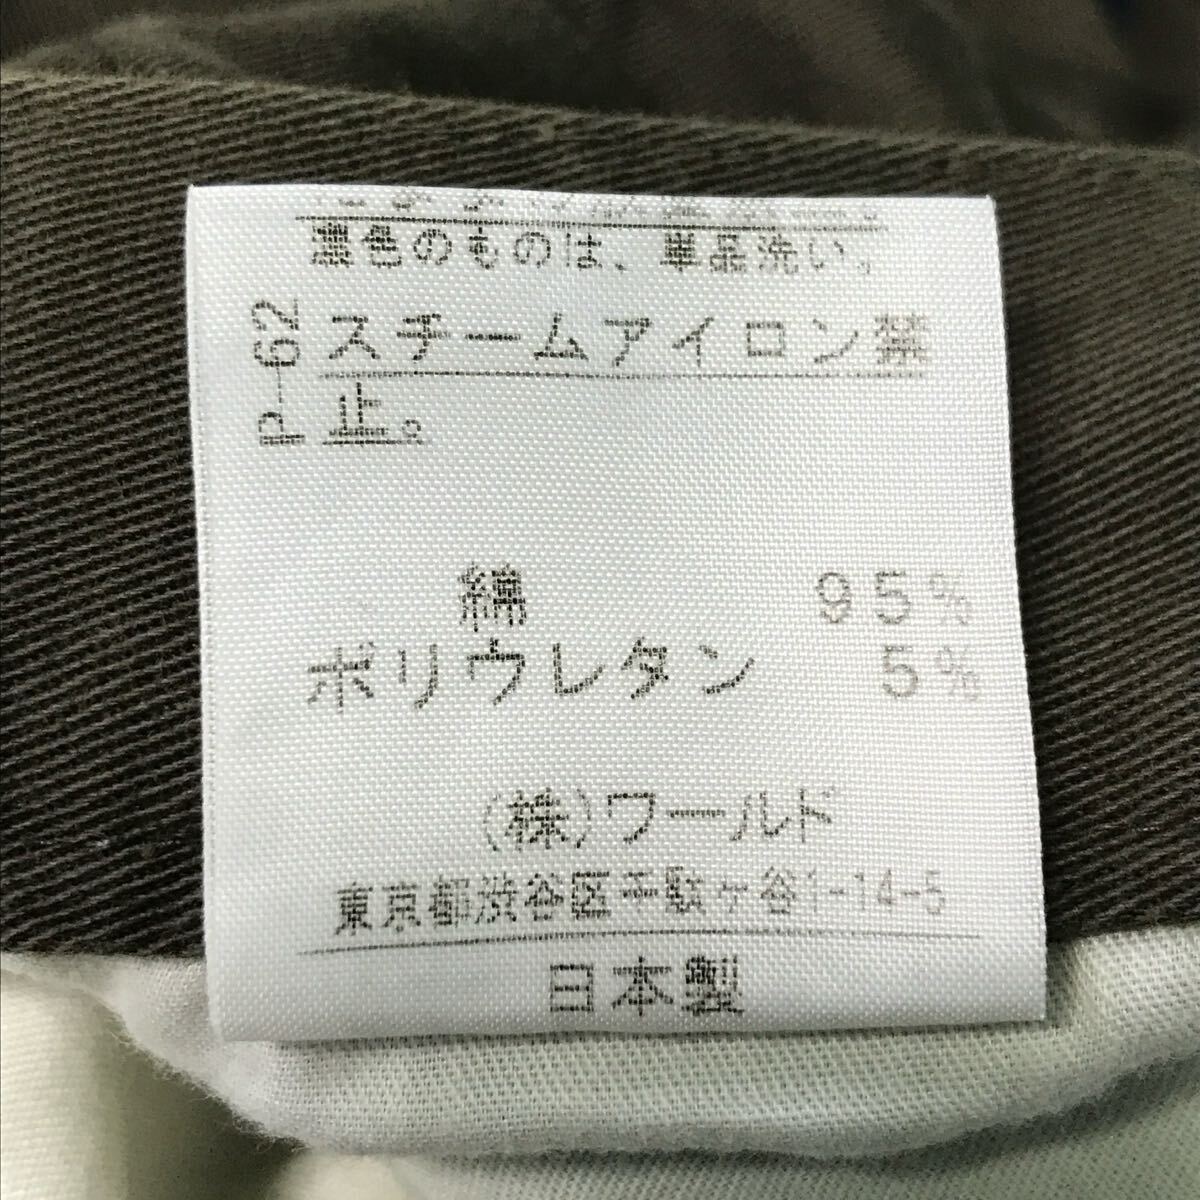 濃色のものは、単品洗い。
P-62
スチームアイロン禁
止。
綿 95%
ポリウレタン 5%
(株)ワールド
東京都渋谷区千駄ヶ谷1-14-5
日本製